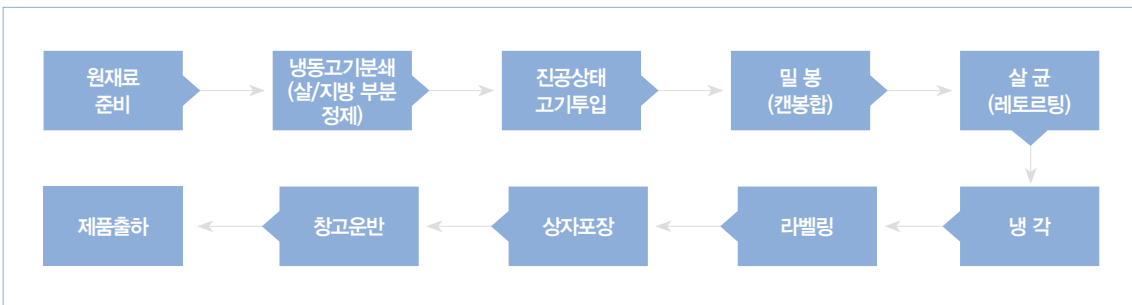 원재료
준비
냉동고기분쇄
(살/지방 부분
정제)
진공상태
고기투입
밀 봉
(캔봉합)
살 균
(레토르팅)
냉 각
라벨링
상자포장
창고운반
제품출하